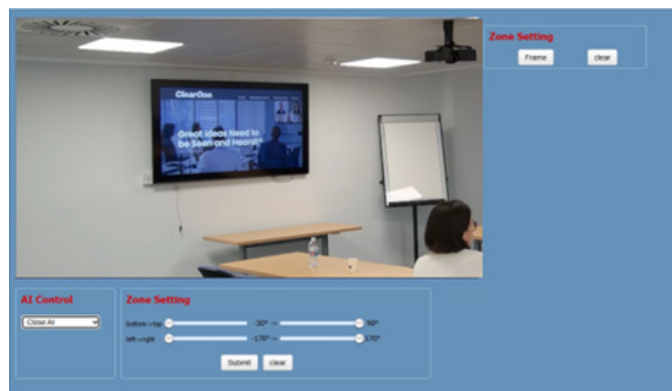 ClearOne
Great Ideas Need to
be Seen and Heard!
Zone Setting
Frame clear
AI Control
Close AI
Zone Setting
bottom->top -30° -> 90°
left->right -170°-> 170°
Submit clear